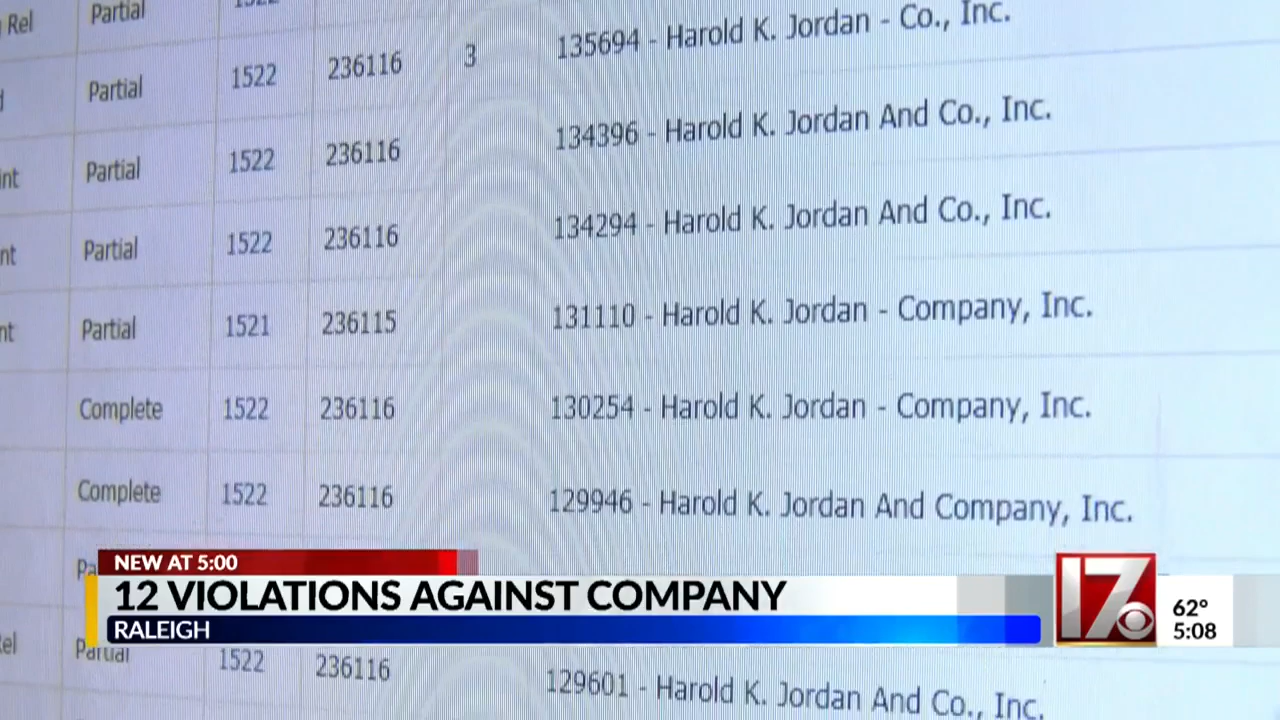 Rel Partial
Partial 1522 236116 3 135694 - Harold K. Jordan - Co., Inc.
Partial 1522 236116 134396 - Harold K. Jordan And Co., Inc.
Partial 1522 236116 134294 - Harold K. Jordan And Co., Inc.
Partial 1521 236115 131110 - Harold K. Jordan - Company, Inc.
Complete 1522 236116 130254 - Harold K. Jordan - Company, Inc.
Complete 1522 236116 129946 - Harold K. Jordan And Company, Inc.
NEW AT 5:00
12 VIOLATIONS AGAINST COMPANY
RALEIGH
17
62°
5:08
Partial 1522 236116 129601 - Harold K. Jordan And Co., Inc.